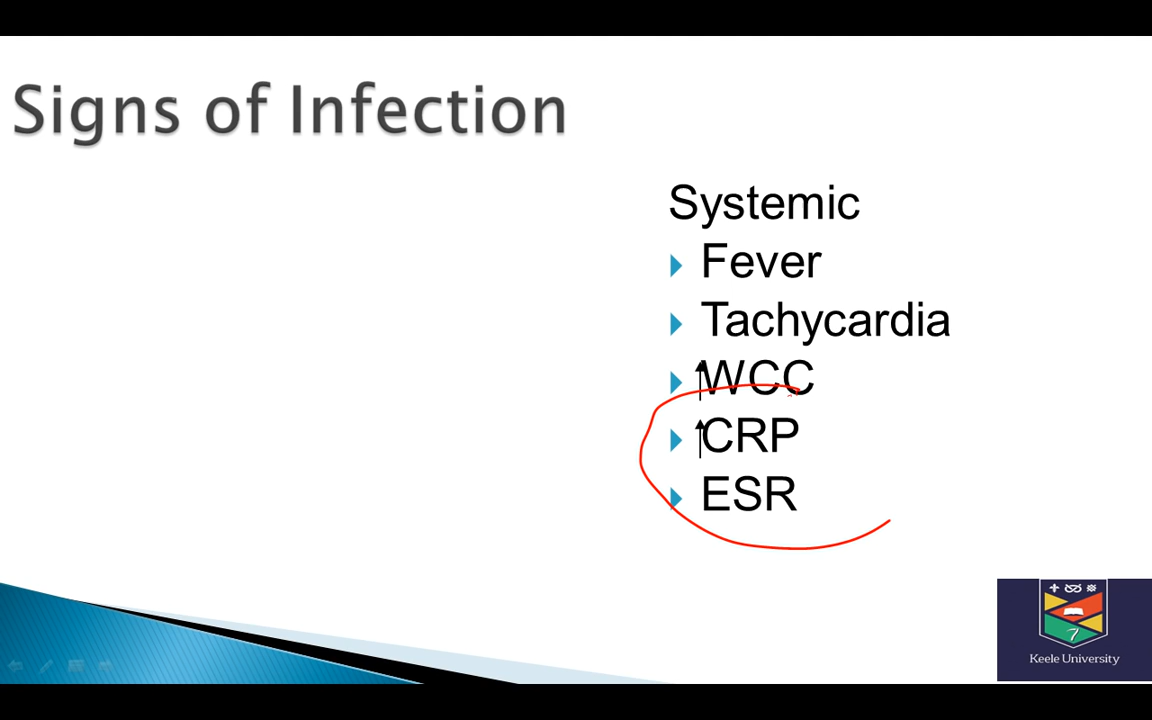 Signs of Infection
Systemic
Fever
Tachycardia
↑WCC
↑CRP
ESR
Keele University